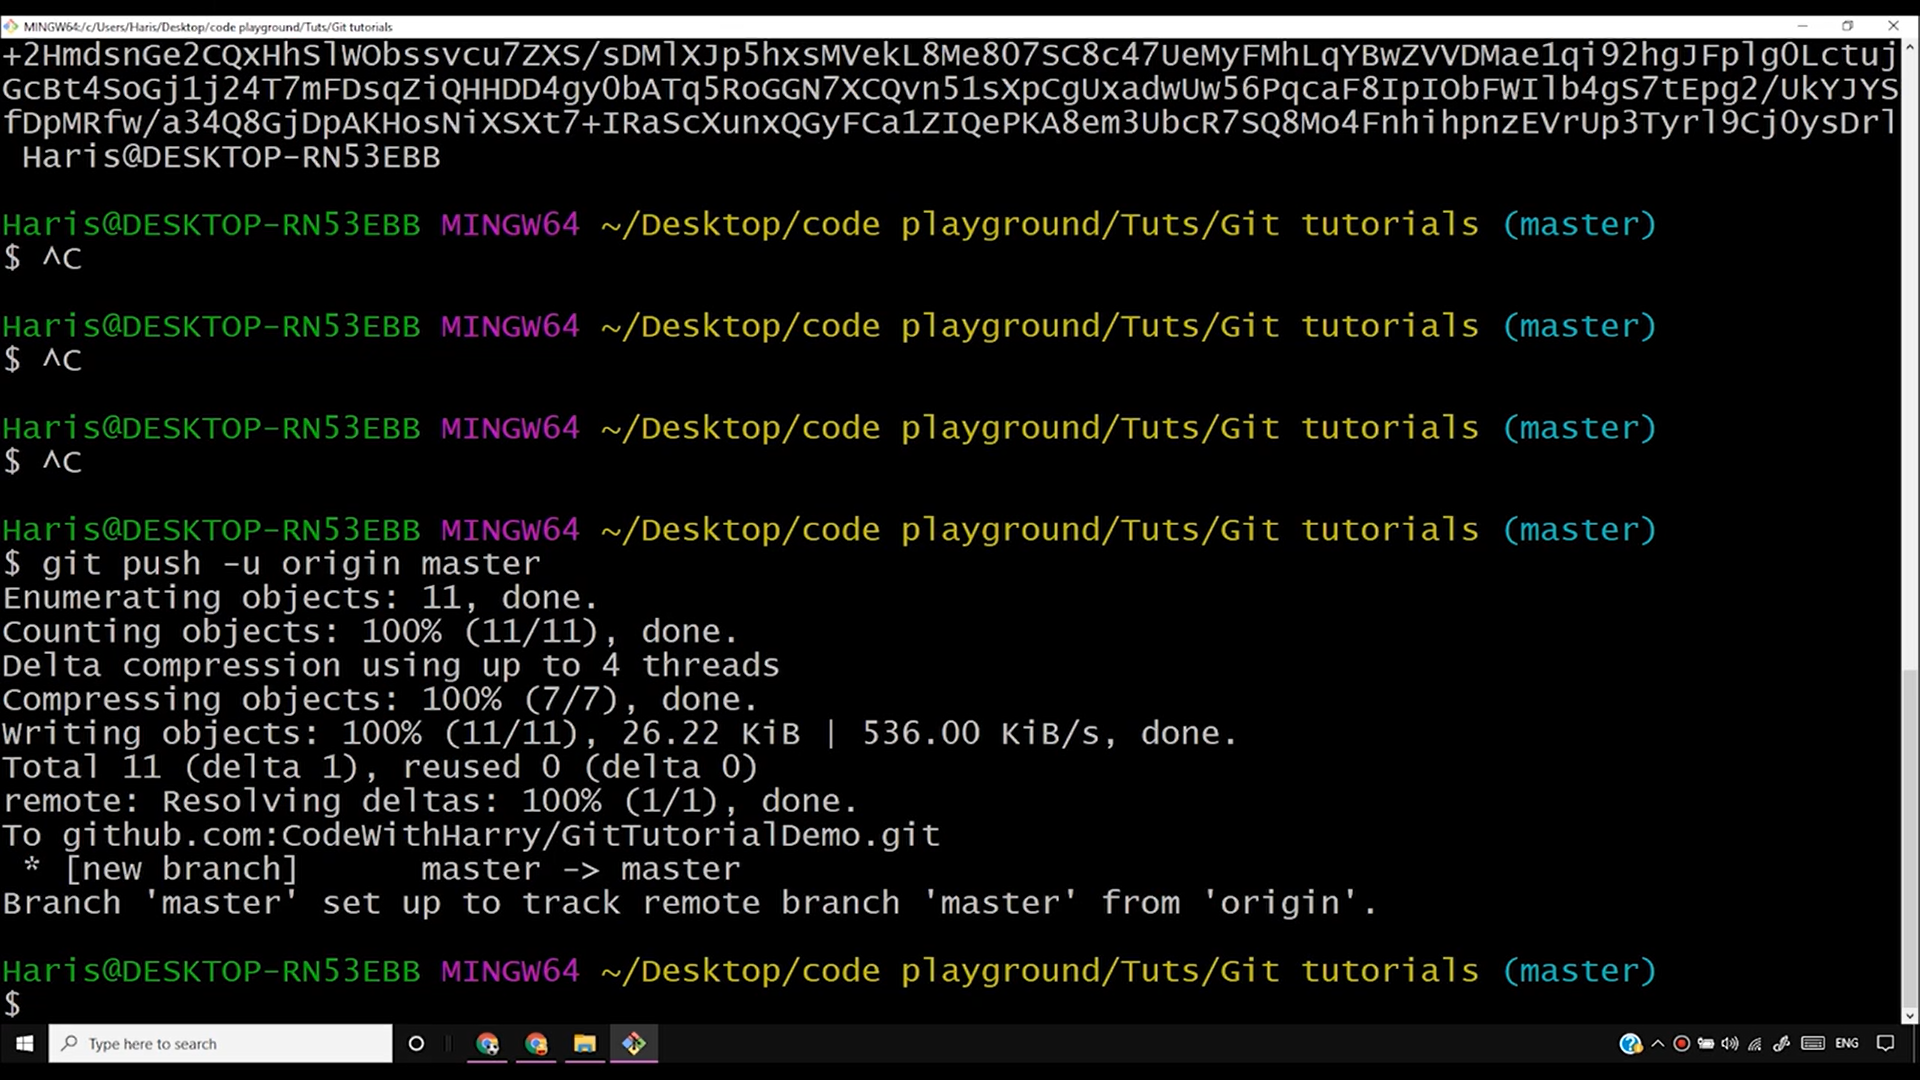 MINGW64:/c/Users/Haris/Desktop/code playground/Tuts/Git tutorials
+2HmdsnGe2CQxHhSlWObssvcu7ZXS/sDMlXJp5hxsMVekL8Me8O7SC8c47UeMyFMhLqYBwZVVDMae1qi92hgJFplgOLctuj
GcBt4SoGj1j24T7mFDsqZiQHHDD4gy0bATq5RoGGN7XCQvn51sXpCgUxadwUw56PqcaF8IpIObFWIlb4gS7tEpg2/UkYJYS
fDpMRfw/a34Q8GjDpAKHosNiXSXt7+IRaScXunxQGyFCa1ZIQePKA8em3UbcR7SQ8Mo4FnhihpnzEVrUp3Tyrl9CjOysDrl
Haris@DESKTOP-RN53EBB
Haris@DESKTOP-RN53EBB MINGW64 ~/Desktop/code playground/Tuts/Git tutorials (master)
$ ^C
Haris@DESKTOP-RN53EBB MINGW64 ~/Desktop/code playground/Tuts/Git tutorials (master)
$ ^C
Haris@DESKTOP-RN53EBB MINGW64 ~/Desktop/code playground/Tuts/Git tutorials (master)
$ ^C
Haris@DESKTOP-RN53EBB MINGW64 ~/Desktop/code playground/Tuts/Git tutorials (master)
$ git push -u origin master
Enumerating objects: 11, done.
Counting objects: 100% (11/11), done.
Delta compression using up to 4 threads
Compressing objects: 100% (7/7), done.
Writing objects: 100% (11/11), 26.22 KiB | 536.00 KiB/s, done.
Total 11 (delta 1), reused 0 (delta 0)
remote: Resolving deltas: 100% (1/1), done.
To github.com:CodeWithHarry/GitTutorialDemo.git
* [new branch] master -> master
Branch 'master' set up to track remote branch 'master' from 'origin'.
Haris@DESKTOP-RN53EBB MINGW64 ~/Desktop/code playground/Tuts/Git tutorials (master)
$
Type here to search
ENG